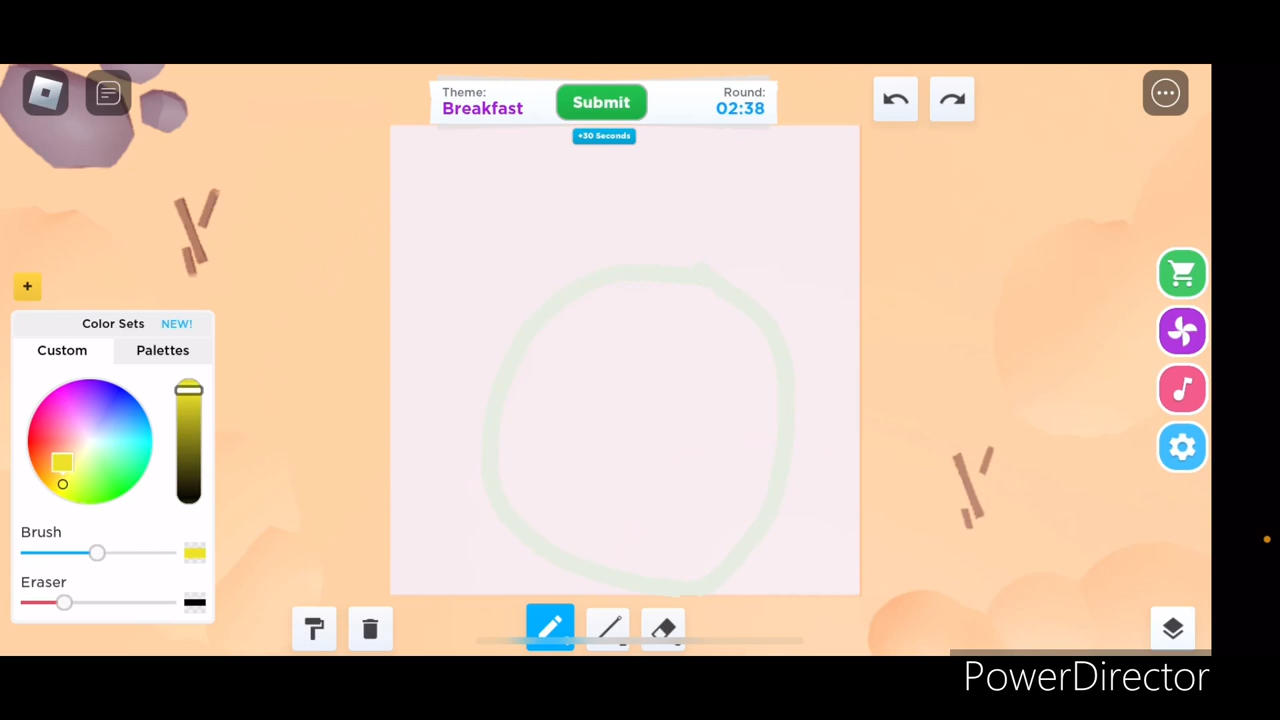 Theme:
Breakfast
Submit
Round:
02:38
+30 Seconds
+
Color Sets NEW!
Custom Palettes
Brush
Eraser
PowerDirector